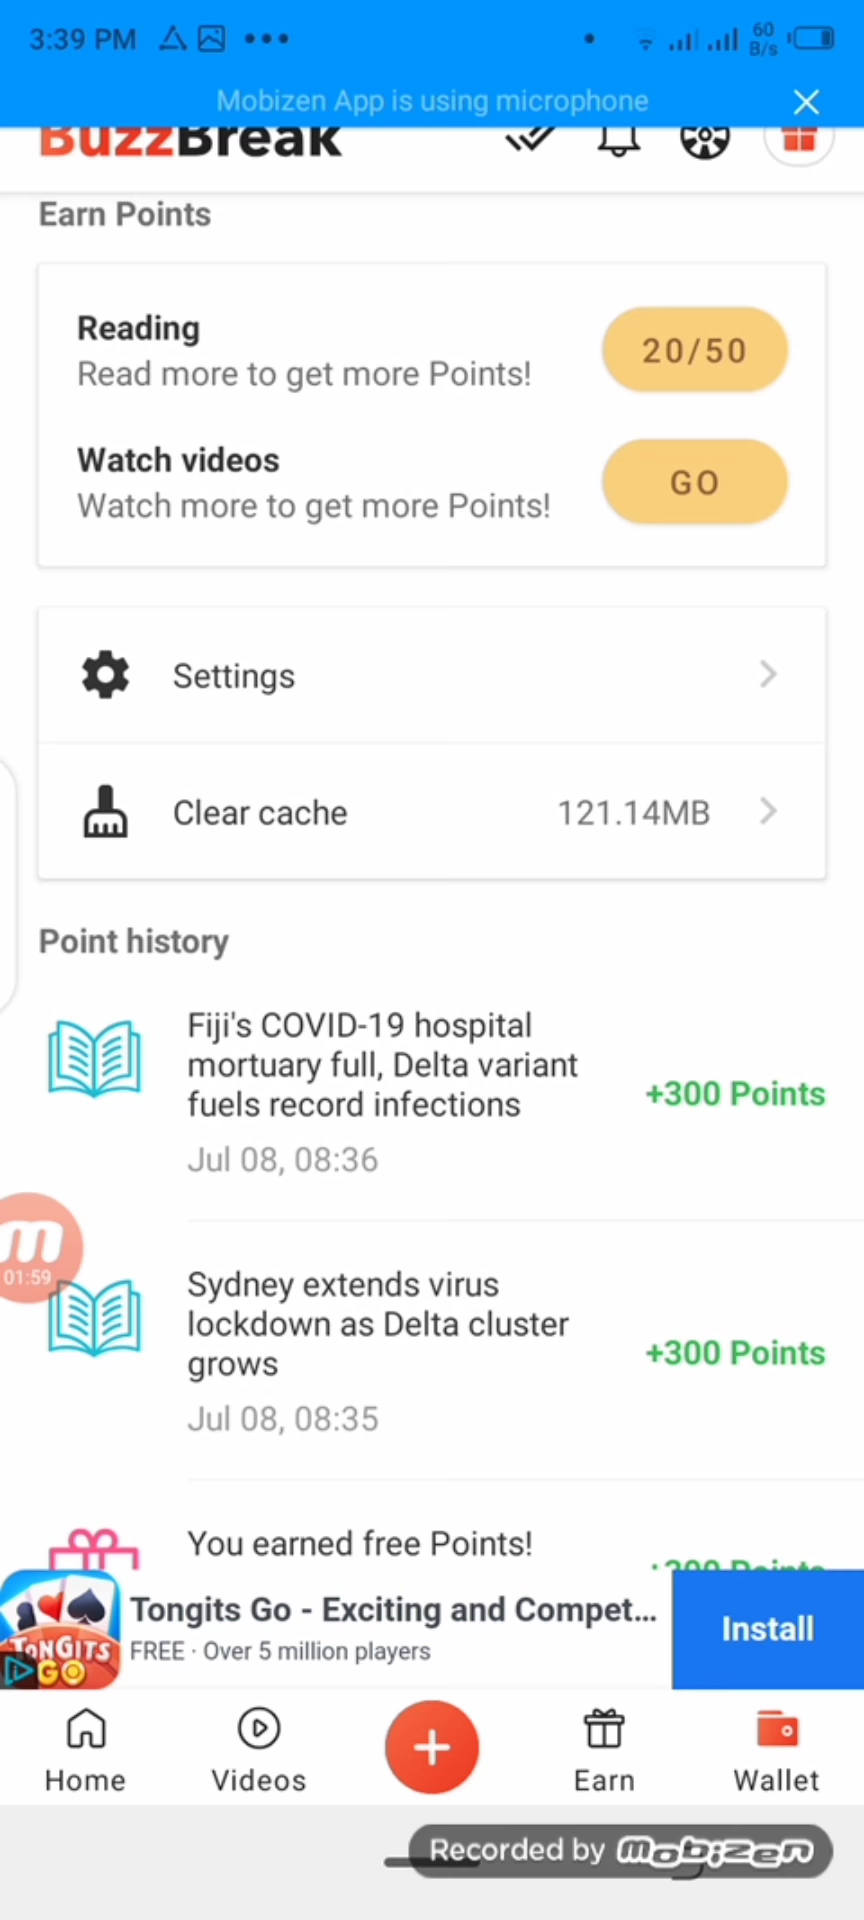 3:39 PM
60
B/s
Mobizen App is using microphone
BuzzBreak
Earn Points
Reading
20/50
Read more to get more Points!
Watch videos
GO
Watch more to get more Points!
Settings
Clear cache
121.14MB
Point history
Fiji's COVID-19 hospital
mortuary full, Delta variant
fuels record infections
+300 Points
Jul 08, 08:36
01:59
Sydney extends virus
lockdown as Delta cluster
grows
+300 Points
Jul 08, 08:35
You earned free Points!
Tongits Go - Exciting and Compet...
FREE · Over 5 million players
Install
TONGITS
GO
Home
Videos
Earn
Wallet
Recorded by mobizen